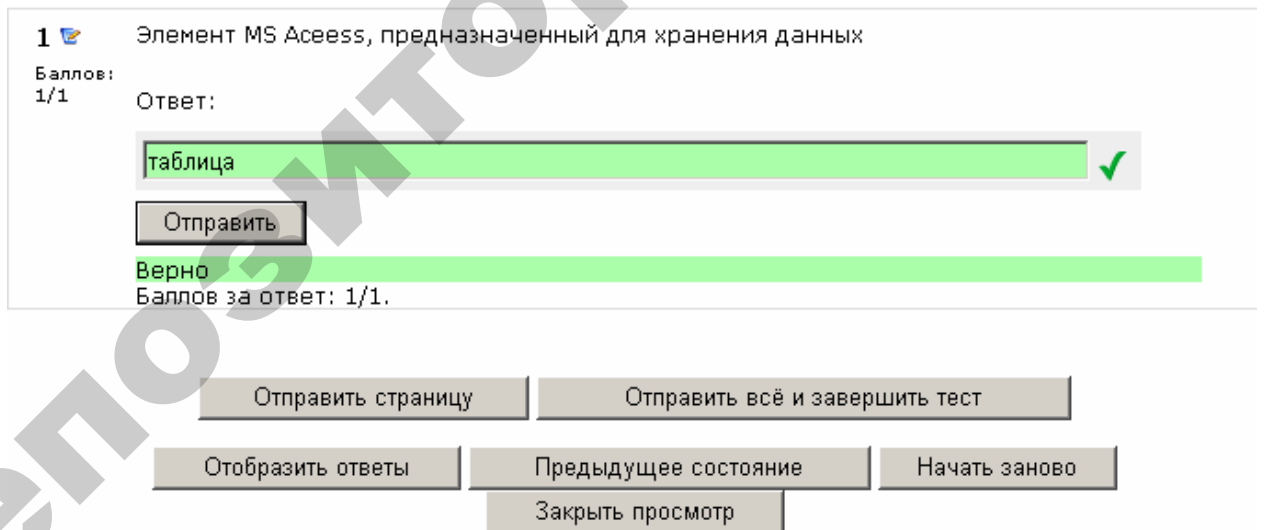 1 Элемент MS Aceess, предназначенный для хранения данных
Баллов:
1/1
Ответ:
таблица
Отправить
Верно
Баллов за ответ: 1/1.
Отправить страницу Отправить всё и завершить тест
Отобразить ответы Предыдущее состояние Начать заново
Закрыть просмотр